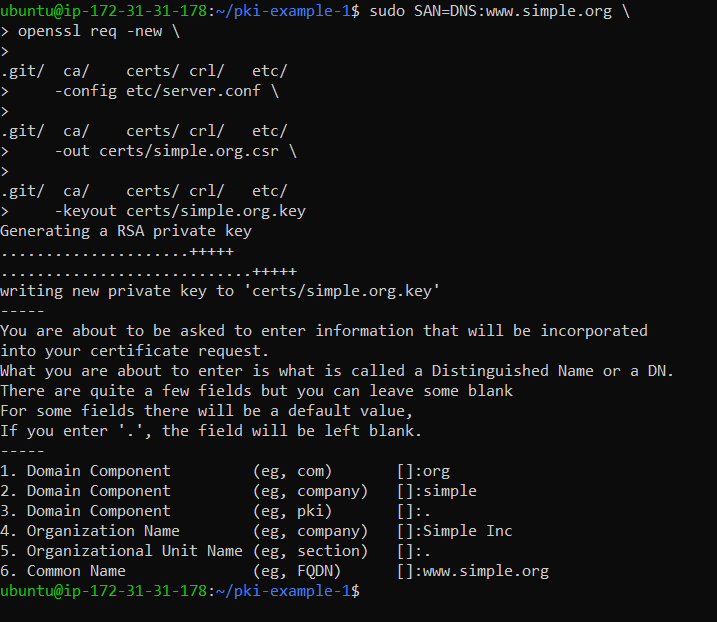 ubuntu@ip-172-31-31-178:~/pki-example-1$ sudo SAN=DNS:www.simple.org \
> openssl req -new \
>
.git/  ca/    certs/ crl/   etc/
>     -config etc/server.conf \
>
.git/  ca/    certs/ crl/   etc/
>     -out certs/simple.org.csr \
>
.git/  ca/    certs/ crl/   etc/
>     -keyout certs/simple.org.key
Generating a RSA private key
.....................+++++
............................+++++
writing new private key to 'certs/simple.org.key'
-----
You are about to be asked to enter information that will be incorporated
into your certificate request.
What you are about to enter is what is called a Distinguished Name or a DN.
There are quite a few fields but you can leave some blank
For some fields there will be a default value,
If you enter '.', the field will be left blank.
-----
1. Domain Component         (eg, com)       []:org
2. Domain Component         (eg, company)   []:simple
3. Domain Component         (eg, pki)       []:.
4. Organization Name        (eg, company)   []:Simple Inc
5. Organizational Unit Name (eg, section)   []:.
6. Common Name              (eg, FQDN)      []:www.simple.org
ubuntu@ip-172-31-31-178:~/pki-example-1$